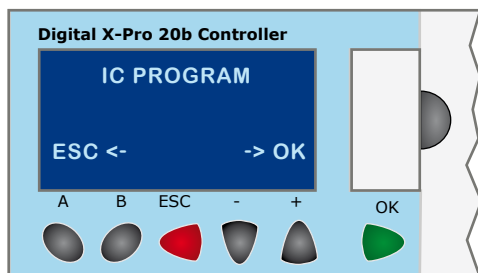 Digital X-Pro 20b Controller
IC PROGRAM
ESC <- -> OK
A B ESC - + OK